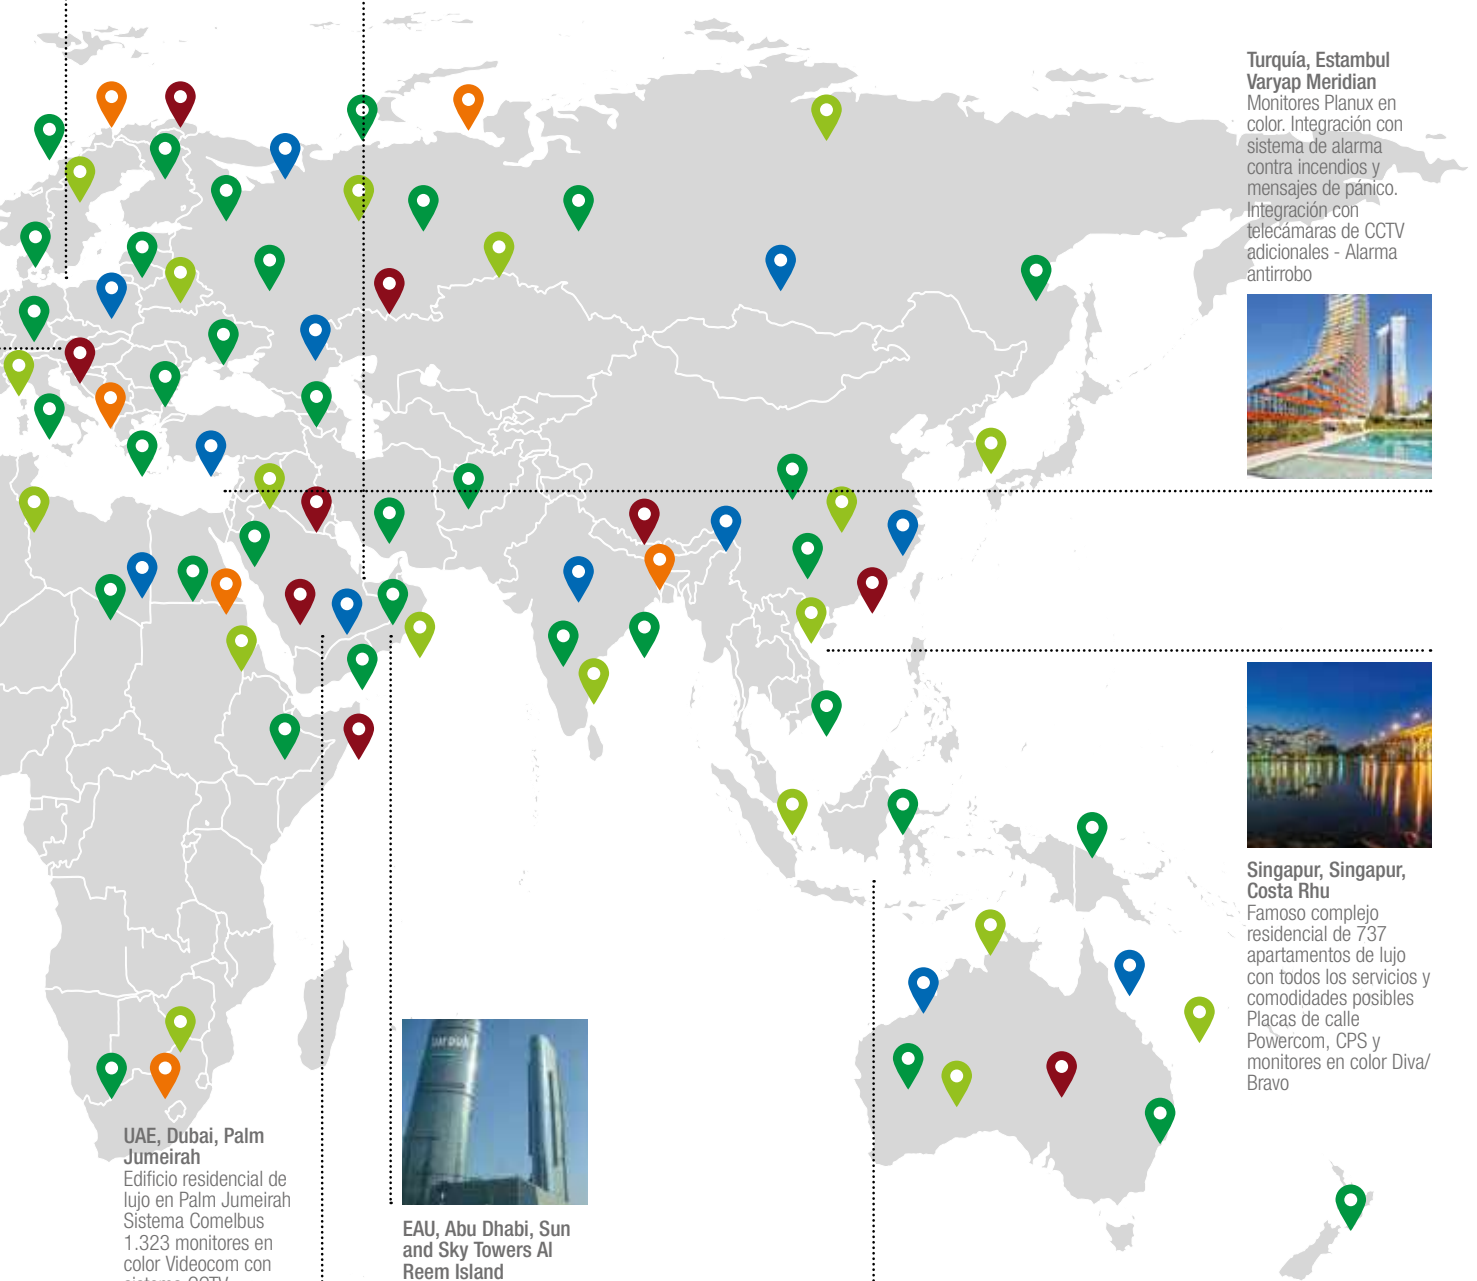 Turquía, Estambul
Varyap Meridian
Monitores Planux en
color. Integración con
sistema de alarma
contra incendios y
mensajes de pánico.
Integración con
telecámaras de CCTV
adicionales - Alarma
antirrobo
Singapur, Singapur,
Costa Rhu
Famoso complejo
residencial de 737
apartamentos de lujo
con todos los servicios y
comodidades posibles
Placas de calle
Powercom, CPS y
monitores en color Diva/
Bravo
UAE, Dubai, Palm
Jumeirah
Edificio residencial de
lujo en Palm Jumeirah
Sistema Comelbus
1.323 monitores en
color Videocom con
sistema CCTV
EAU, Abu Dhabi, Sun
and Sky Towers Al
Reem Island